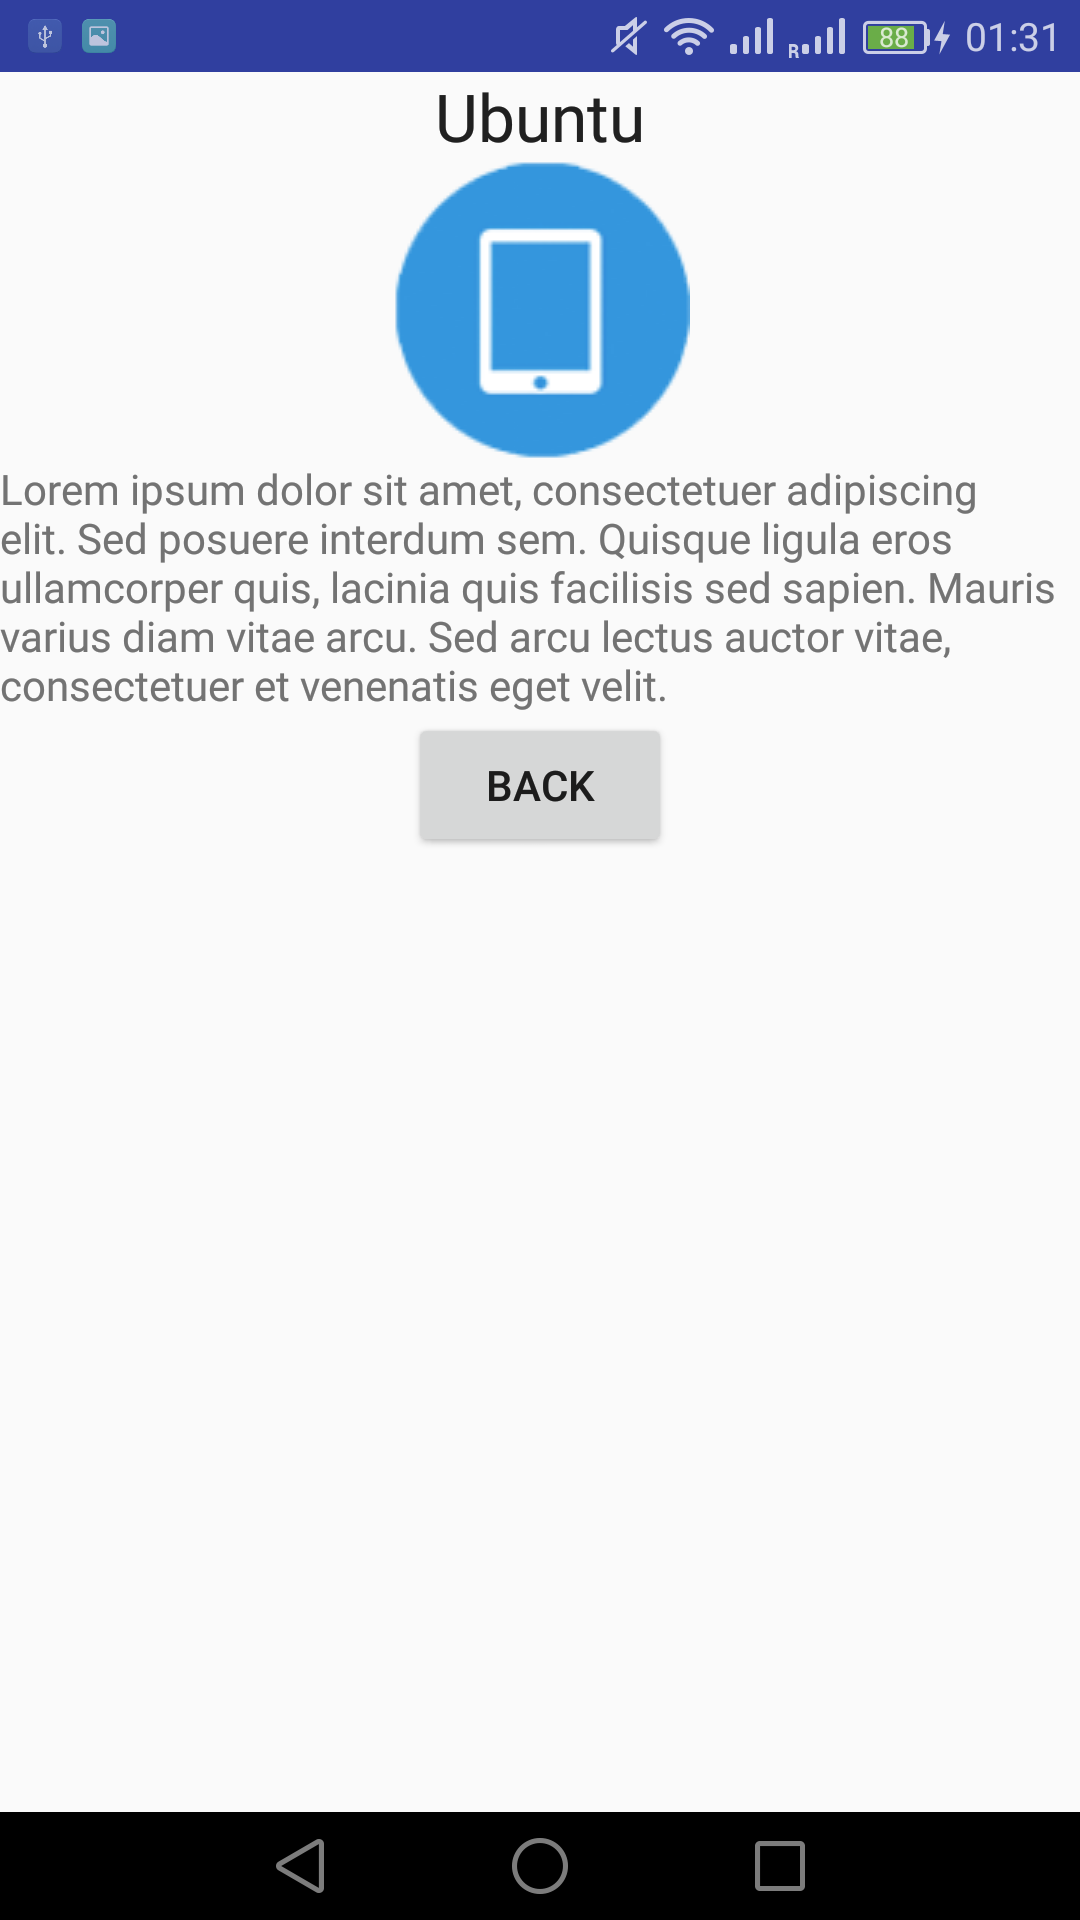 R 88 01:31
Ubuntu
Lorem ipsum dolor sit amet, consectetuer adipiscing
elit. Sed posuere interdum sem. Quisque ligula eros
ullamcorper quis, lacinia quis facilisis sed sapien. Mauris
varius diam vitae arcu. Sed arcu lectus auctor vitae,
consectetuer et venenatis eget velit.
BACK